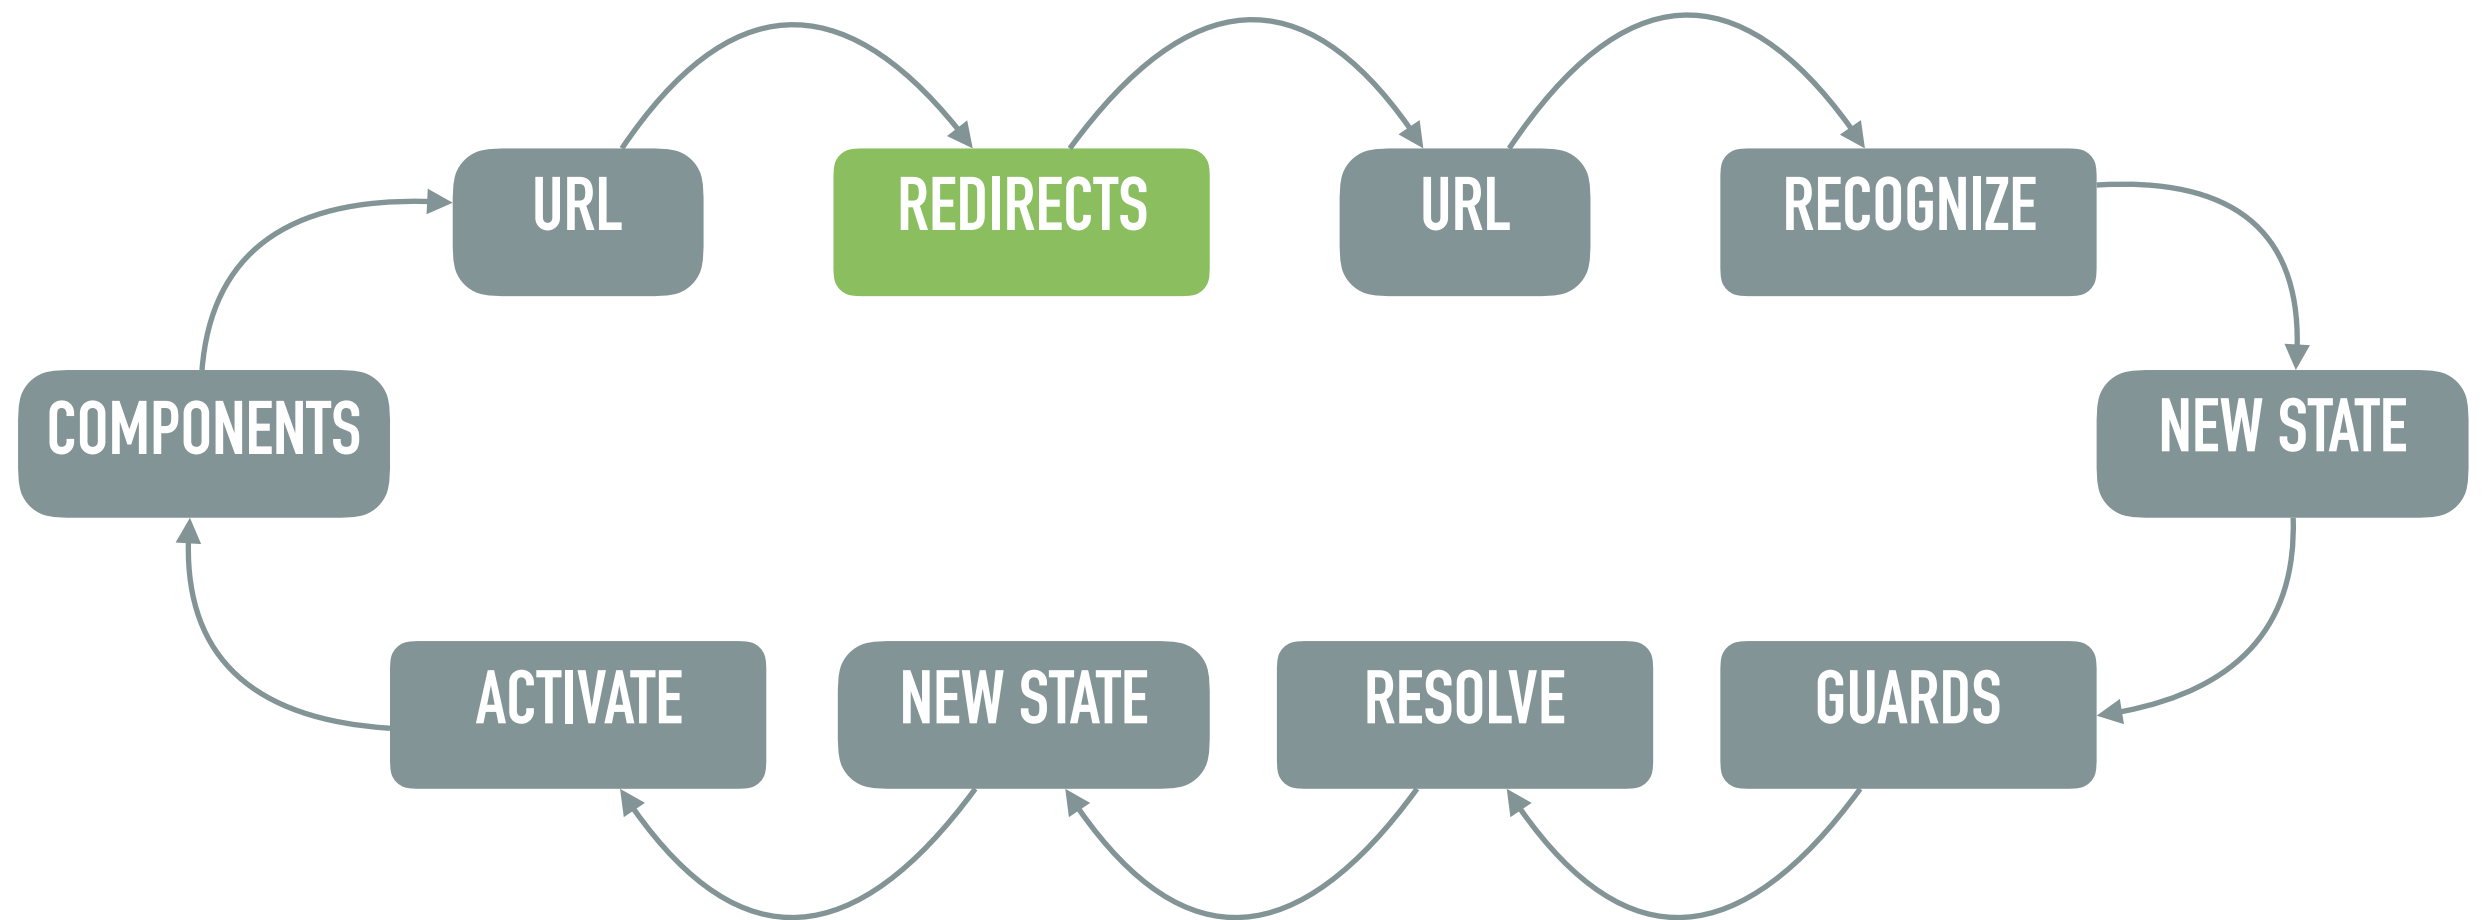 URL
REDIRECTS
URL
RECOGNIZE
COMPONENTS
NEW STATE
ACTIVATE
NEW STATE
RESOLVE
GUARDS